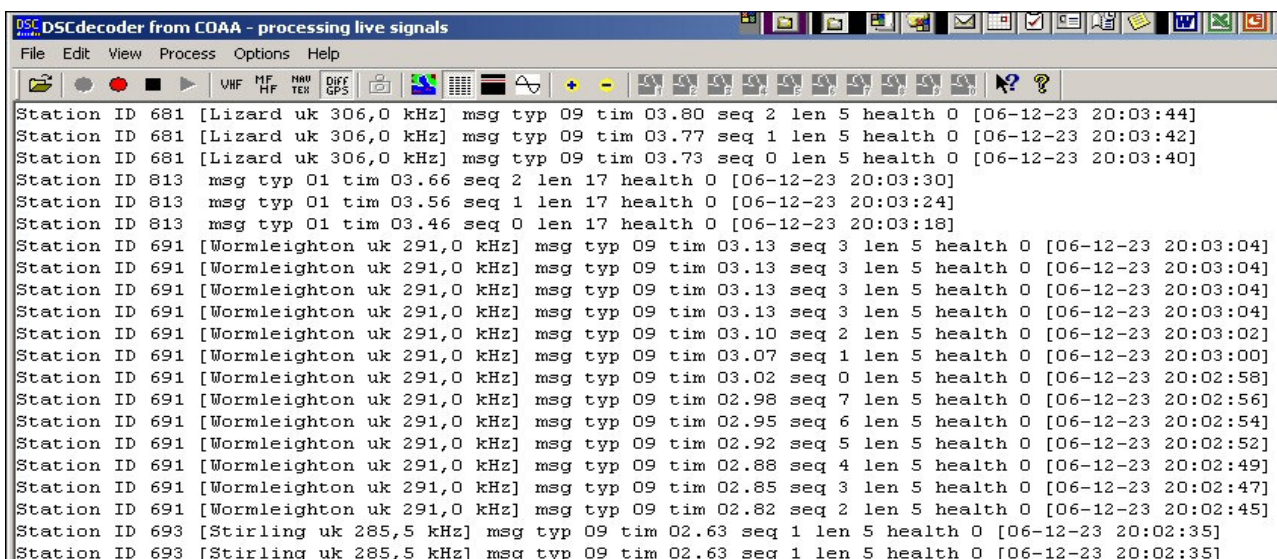 DSCdecoder from COAA - processing live signals
File Edit View Process Options Help
VHF MF HF NAV TEX Diff GPS
Station ID 681 [Lizard uk 306,0 kHz] msg typ 09 tim 03.80 seq 2 len 5 health 0 [06-12-23 20:03:44]
Station ID 681 [Lizard uk 306,0 kHz] msg typ 09 tim 03.77 seq 1 len 5 health 0 [06-12-23 20:03:42]
Station ID 681 [Lizard uk 306,0 kHz] msg typ 09 tim 03.73 seq 0 len 5 health 0 [06-12-23 20:03:40]
Station ID 813 msg typ 01 tim 03.66 seq 2 len 17 health 0 [06-12-23 20:03:30]
Station ID 813 msg typ 01 tim 03.56 seq 1 len 17 health 0 [06-12-23 20:03:24]
Station ID 813 msg typ 01 tim 03.46 seq 0 len 17 health 0 [06-12-23 20:03:18]
Station ID 691 [Wormleighton uk 291,0 kHz] msg typ 09 tim 03.13 seq 3 len 5 health 0 [06-12-23 20:03:04]
Station ID 691 [Wormleighton uk 291,0 kHz] msg typ 09 tim 03.13 seq 3 len 5 health 0 [06-12-23 20:03:04]
Station ID 691 [Wormleighton uk 291,0 kHz] msg typ 09 tim 03.13 seq 3 len 5 health 0 [06-12-23 20:03:04]
Station ID 691 [Wormleighton uk 291,0 kHz] msg typ 09 tim 03.13 seq 3 len 5 health 0 [06-12-23 20:03:04]
Station ID 691 [Wormleighton uk 291,0 kHz] msg typ 09 tim 03.10 seq 2 len 5 health 0 [06-12-23 20:03:02]
Station ID 691 [Wormleighton uk 291,0 kHz] msg typ 09 tim 03.07 seq 1 len 5 health 0 [06-12-23 20:03:00]
Station ID 691 [Wormleighton uk 291,0 kHz] msg typ 09 tim 03.02 seq 0 len 5 health 0 [06-12-23 20:02:58]
Station ID 691 [Wormleighton uk 291,0 kHz] msg typ 09 tim 02.98 seq 7 len 5 health 0 [06-12-23 20:02:56]
Station ID 691 [Wormleighton uk 291,0 kHz] msg typ 09 tim 02.95 seq 6 len 5 health 0 [06-12-23 20:02:54]
Station ID 691 [Wormleighton uk 291,0 kHz] msg typ 09 tim 02.92 seq 5 len 5 health 0 [06-12-23 20:02:52]
Station ID 691 [Wormleighton uk 291,0 kHz] msg typ 09 tim 02.88 seq 4 len 5 health 0 [06-12-23 20:02:49]
Station ID 691 [Wormleighton uk 291,0 kHz] msg typ 09 tim 02.85 seq 3 len 5 health 0 [06-12-23 20:02:47]
Station ID 691 [Wormleighton uk 291,0 kHz] msg typ 09 tim 02.82 seq 2 len 5 health 0 [06-12-23 20:02:45]
Station ID 693 [Stirling uk 285,5 kHz] msg typ 09 tim 02.63 seq 1 len 5 health 0 [06-12-23 20:02:35]
Station ID 693 [Stirling uk 285,5 kHz] msg typ 09 tim 02.63 seq 1 len 5 health 0 [06-12-23 20:02:35]